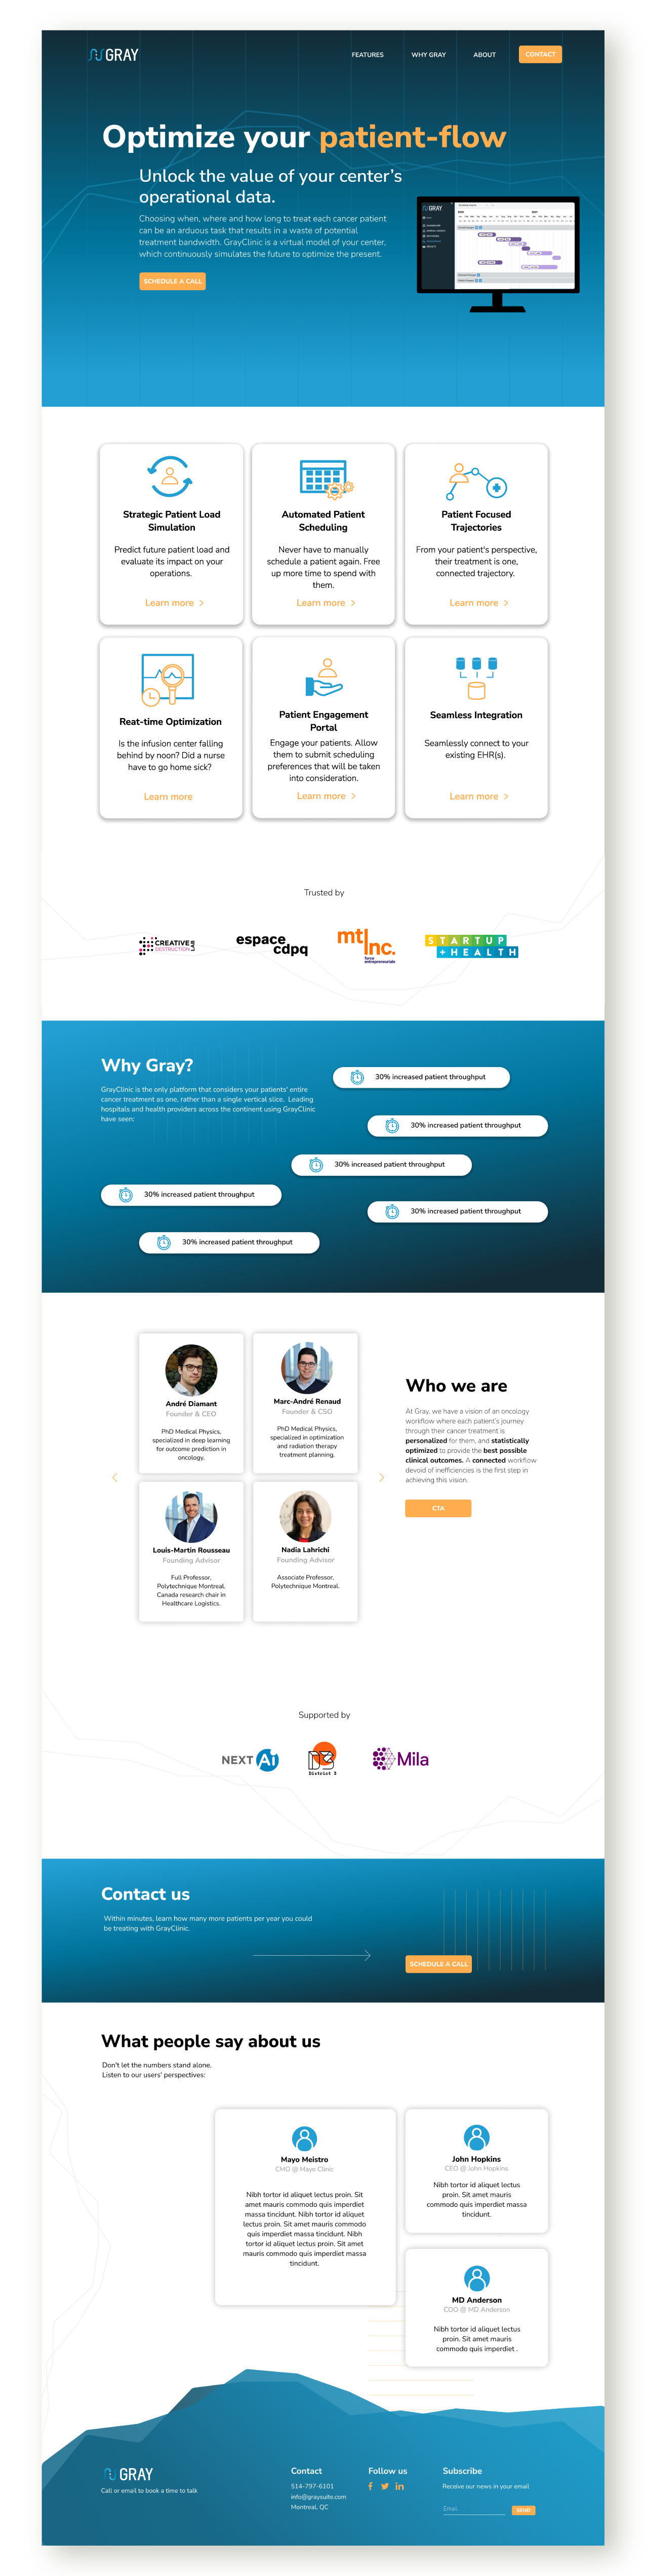 GRAY
FEATURES
WHY GRAY
ABOUT
CONTACT
Optimize your patient-flow
Unlock the value of your center's
operational data.
Choosing when, where and how long to treat each cancer patient
can be an arduous task that results in a waste of potential
treatment bandwidth. GrayClinic is a virtual model of your center,
which continuously simulates the future to optimize the present.
SCHEDULE A CALL
GRAY
Strategic Patient Load
Simulation
Predict future patient load and
evaluate its impact on your
operations.
Learn more >
Automated Patient
Scheduling
Never have to manually
schedule a patient again. Free
up more time to spend with
them.
Learn more >
Patient Focused
Trajectories
From your patient's perspective,
their treatment is one,
connected trajectory.
Learn more >
Reat-time Optimization
Is the infusion center falling
behind by noon? Did a nurse
have to go home sick?
Learn more
Patient Engagement
Portal
Engage your patients. Allow
them to submit scheduling
preferences that will be taken
into consideration.
Learn more >
Seamless Integration
Seamlessly connect to your
existing EHR(s).
Learn more >
Trusted by
CREATIVE
DESTRUCTION
LAB
espace
cdpq
mt Inc.
force
entrepreneuriale
STARTUP
+HEALTH
Why Gray?
GrayClinic is the only platform that considers your patients' entire
cancer treatment as one, rather than a single vertical slice. Leading
hospitals and health providers across the continent using GrayClinic
have seen:
30% increased patient throughput
30% increased patient throughput
30% increased patient throughput
30% increased patient throughput
30% increased patient throughput
30% increased patient throughput
André Diamant
Founder & CEO
PhD Medical Physics,
specialized in deep learning
for outcome prediction in
oncology.
Marc-André Renaud
Founder & CSO
PhD Medical Physics,
specialized in optimization
and radiation therapy
treatment planning.
Louis-Martin Rousseau
Founding Advisor
Full Professor,
Polytechnique Montreal.
Canada research chair in
Healthcare Logistics.
Nadia Lahrichi
Founding Advisor
Associate Professor,
Polytechnique Montreal.
Who we are
At Gray, we have a vision of an oncology
workflow where each patient's journey
through their cancer treatment is
personalized for them, and statistically
optimized to provide the best possible
clinical outcomes. A connected workflow
devoid of inefficiencies is the first step in
achieving this vision.
CTA
Supported by
NEXT AI
D3
District 3
Mila
Contact us
Within minutes, learn how many more patients per year you could
be treating with GrayClinic.
SCHEDULE A CALL
What people say about us
Don't let the numbers stand alone.
Listen to our users' perspectives:
Mayo Meistro
CMO @ Mayo Clinic
Nibh tortor id aliquet lectus proin. Sit
amet mauris commodo quis imperdiet
massa tincidunt. Nibh tortor id aliquet
lectus proin. Sit amet mauris commodo
quis imperdiet massa tincidunt. Nibh
tortor id aliquet lectus proin. Sit amet
mauris commodo quis imperdiet massa
tincidunt.
John Hopkins
CEO @ John Hopkins
Nibh tortor id aliquet lectus
proin. Sit amet mauris
commodo quis imperdiet massa
tincidunt.
MD Anderson
COO @ MD Anderson
Nibh tortor id aliquet lectus
proin. Sit amet mauris
commodo quis imperdiet .
GRAY
Call or email to book a time to talk
Contact
514-797-6101
info@graysuite.com
Montreal, QC
Follow us
Subscribe
Receive our news in your email
Email
SEND